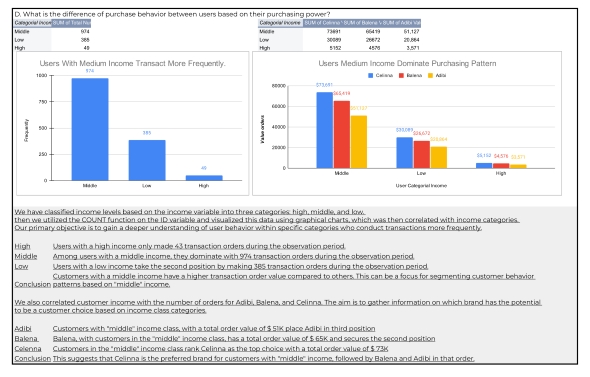 D. What is the difference of purchase behavior between users based on their purchasing power?
Categorial Incom SUM of Total Nu
Middle 974
Low 385
High 49
Categorial Income SUM of Celinna SUM of Balena V SUM of Adibi Val
Middle 73691 65419 51,127
Low 30089 26672 20,864
High 5152 4576 3,571
Users With Medium Income Transact More Frequently.
Frequently
1000
750
500
250
0
974
385
49
Middle Low High
Users Medium Income Dominate Purchasing Pattern
Celinna Balena Adibi
Value orders
80000
60000
40000
20000
0
$73,691 $65,419
$30,089 $26,672
$5,152 $4,576 $3,571
Middle Low High
User Categorial Income
We have classified income levels based on the income variable into three categories: high, middle, and low.
then we utilized the COUNT function on the ID variable and visualized this data using graphical charts, which was then correlated with income categories.
Our primary objective is to gain a deeper understanding of user behavior within specific categories who conduct transactions more frequently.
High Users with a high income only made 43 transaction orders during the observation period.
Middle Among users with a middle income, they dominate with 974 transaction orders during the observation period.
Low Users with a low income take the second position by making 385 transaction orders during the observation period.
Customers with a middle income have a higher transaction order value compared to others. This can be a focus for segmenting customer behavior
Conclusion patterns based on "middle" income.
We also correlated customer income with the number of orders for Adibi, Balena, and Celinna. The aim is to gather information on which brand has the potential
to be a customer choice based on income class categories.
Adibi Customers with "middle" income class, with a total order value of $ 51K place Adibi in third position
Balena Balena, with customers in the "middle" income class, has a total order value of $ 65K and secures the second position
Celenna Customers in the "middle" income class rank Celinna as the top choice with a total order value of $ 73K
Conclusion This suggests that Celinna is the preferred brand for customers with "middle" income, followed by Balena and Adibi in that order.